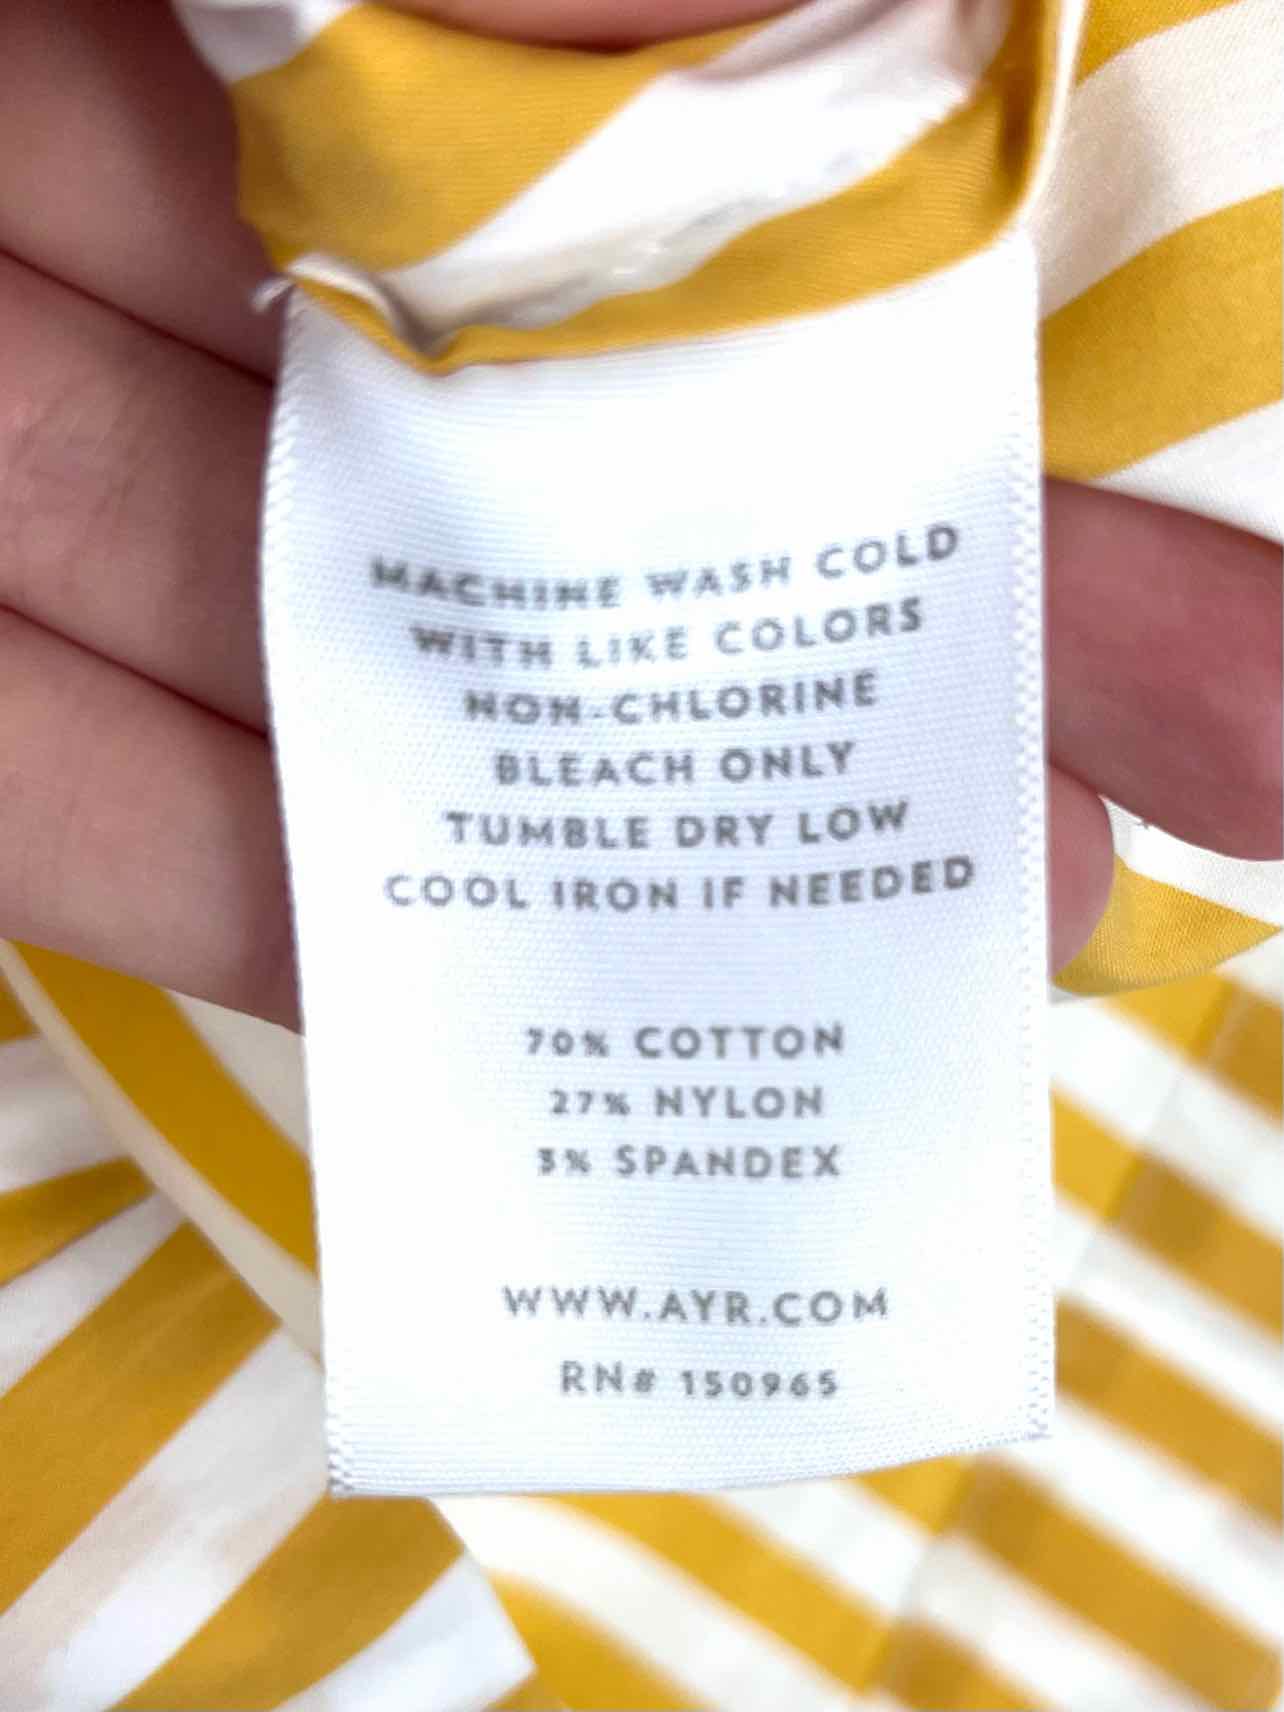 MACHINE WASH COLD
WITH LIKE COLORS
NON-CHLORINE
BLEACH ONLY
TUMBLE DRY LOW
COOL IRON IF NEEDED
70% COTTON
27% NYLON
3% SPANDEX
WWW.AYR.COM
RN# 150965